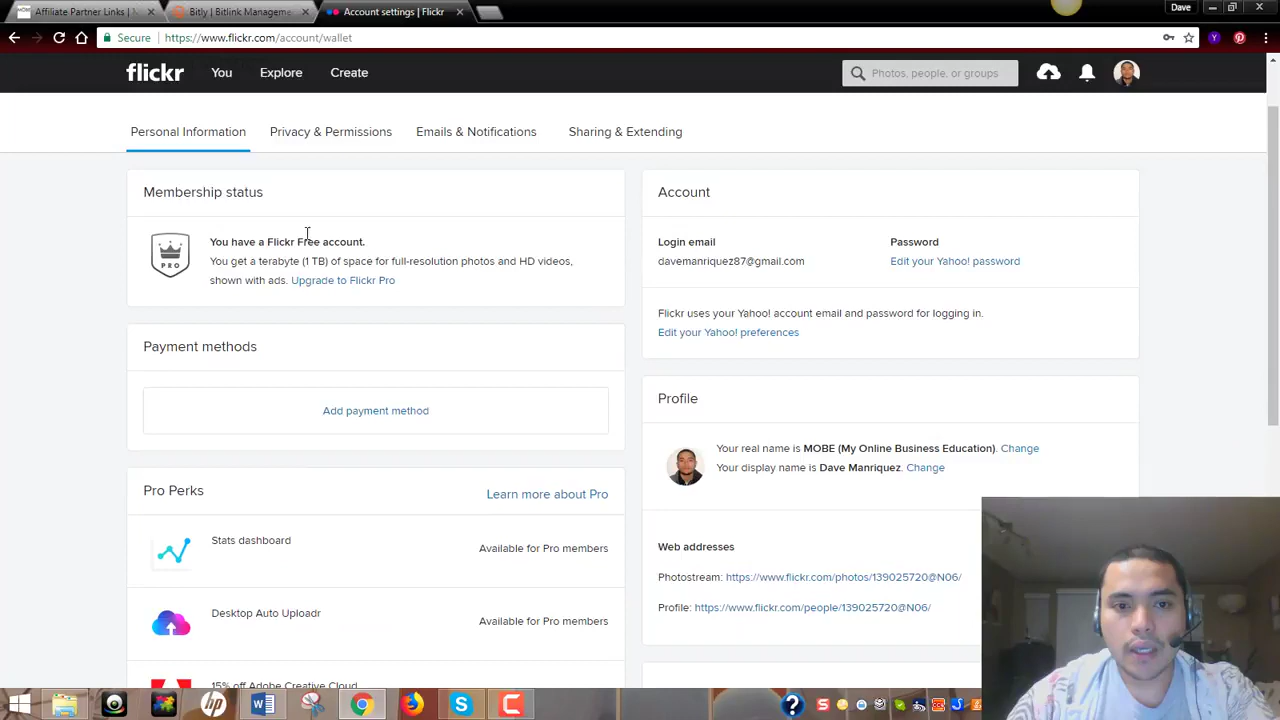 Affiliate Partner Links |
Bitly | Bitlink Manageme
Account settings | Flickr
Dave
Secure
https://www.flickr.com/account/wallet
flickr
You
Explore
Create
Photos, people, or groups
Personal Information
Privacy & Permissions
Emails & Notifications
Sharing & Extending
Membership status
PRO
You have a Flickr Free account.
You get a terabyte (1 TB) of space for full-resolution photos and HD videos,
shown with ads. Upgrade to Flickr Pro
Payment methods
Add payment method
Pro Perks
Learn more about Pro
Stats dashboard
Available for Pro members
Desktop Auto Uploadr
Available for Pro members
15% off Adobe Creative Cloud
Account
Login email
Password
davemanriquez87@gmail.com
Edit your Yahoo! password
Flickr uses your Yahoo! account email and password for logging in.
Edit your Yahoo! preferences
Profile
Your real name is MOBE (My Online Business Education). Change
Your display name is Dave Manriquez. Change
Web addresses
Photostream: https://www.flickr.com/photos/139025720@N06/
Profile: https://www.flickr.com/people/139025720@N06/